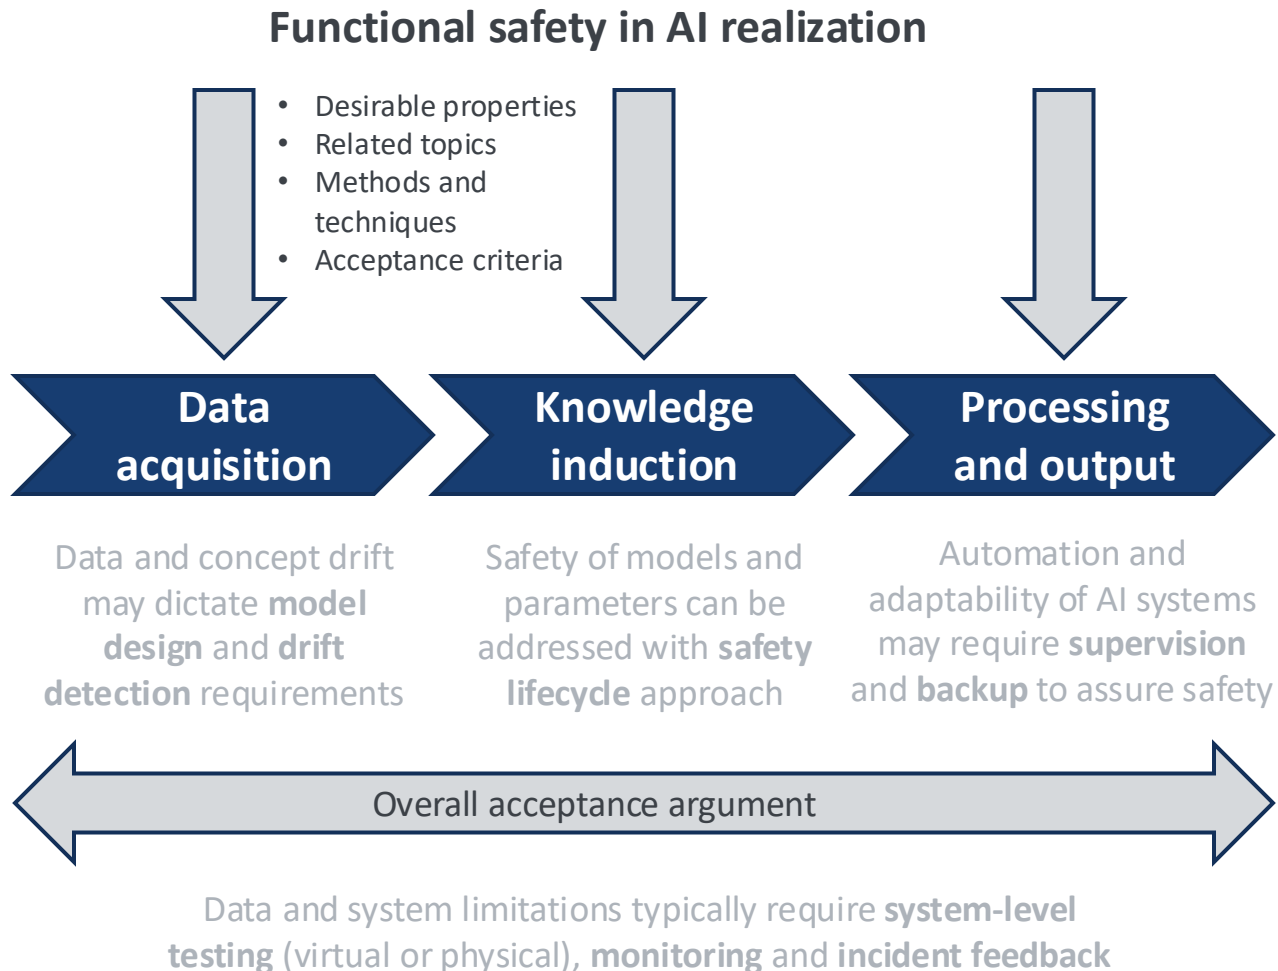 Functional safety in AI realization
• Desirable properties
• Related topics
• Methods and
techniques
• Acceptance criteria
Data
acquisition
Knowledge
induction
Processing
and output
Data and concept drift
may dictate model
design and drift
detection requirements
Safety of models and
parameters can be
addressed with safety
lifecycle approach
Automation and
adaptability of AI systems
may require supervision
and backup to assure safety
Overall acceptance argument
Data and system limitations typically require system-level
testing (virtual or physical), monitoring and incident feedback